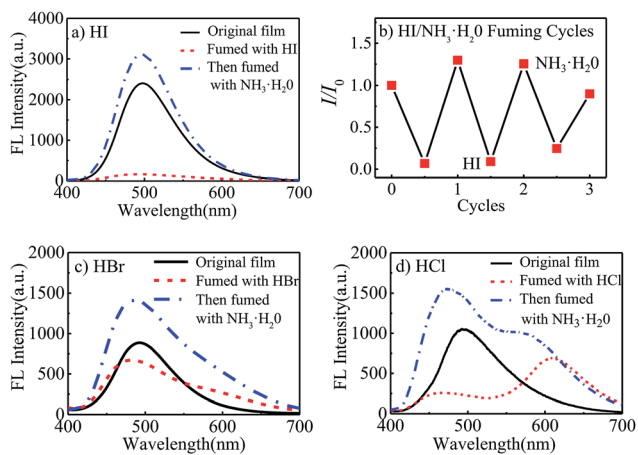 a) HI
Original film
Fumed with HI
Then fumed
with NH3·H20
FL Intensity(a.u.)
4000
3000
2000
1000
0
400 500 600 700
Wavelength(nm)
b) HI/NH3·H20 Fuming Cycles
NH3·H20
HI
I/I0
1.5
1.0
0.5
0.0
0 1 2 3
Cycles
c) HBr
Original film
Fumed with HBr
Then fumed
with NH3·H20
FL Intensity(a.u.)
2000
1500
1000
500
0
400 500 600 700
Wavelength(nm)
d) HCl
Original film
Fumed with HCl
Then fumed
with NH3·H20
FL Intensity(a.u.)
2000
1500
1000
500
0
400 500 600 700
Wavelength(nm)